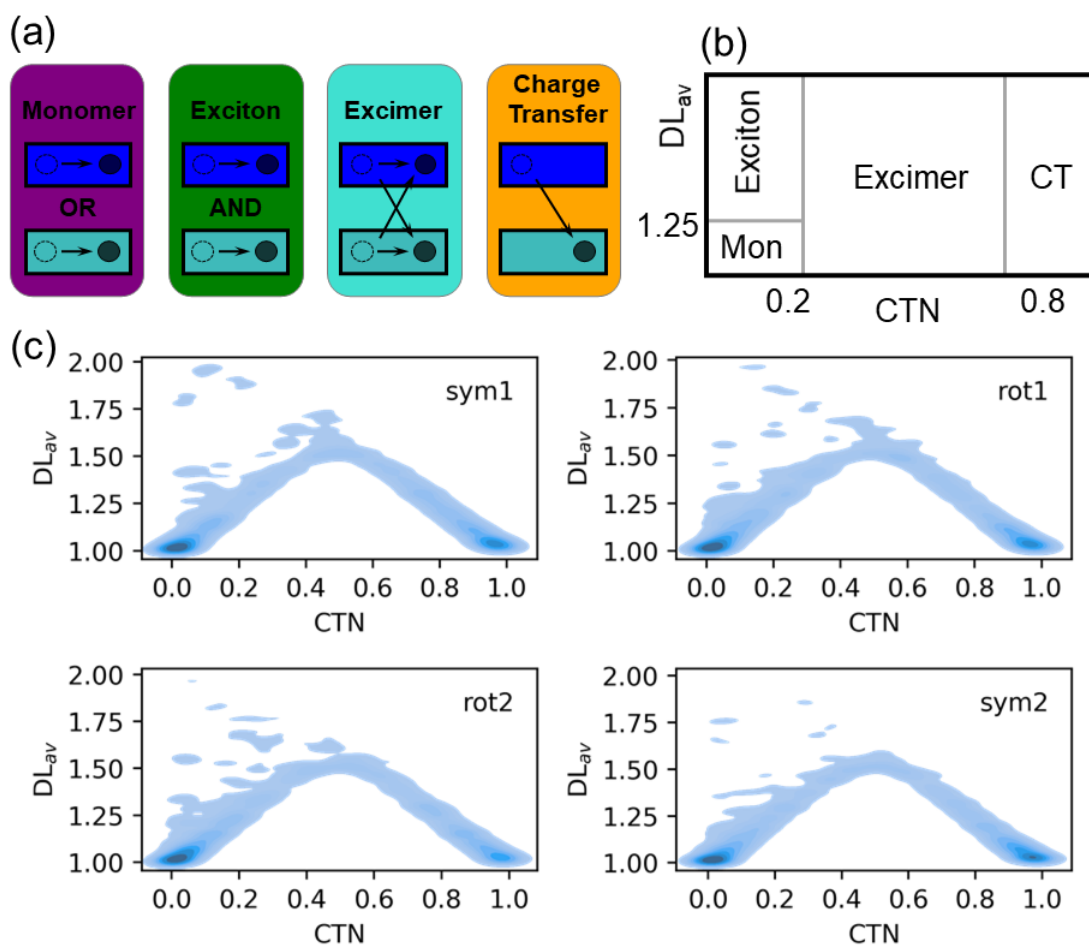 (a)
Monomer
OR
Exciton
AND
Excimer
Charge
Transfer
(b)
DLav
1.25
Exciton
Mon
Excimer
CT
0.2
CTN
0.8
(c)
2.00
1.75
1.50
1.25
1.00
DLav
sym1
0.0 0.2 0.4 0.6 0.8 1.0
CTN
2.00
1.75
1.50
1.25
1.00
DLav
rot1
0.0 0.2 0.4 0.6 0.8 1.0
CTN
2.00
1.75
1.50
1.25
1.00
DLav
rot2
0.0 0.2 0.4 0.6 0.8 1.0
CTN
2.00
1.75
1.50
1.25
1.00
DLav
sym2
0.0 0.2 0.4 0.6 0.8 1.0
CTN